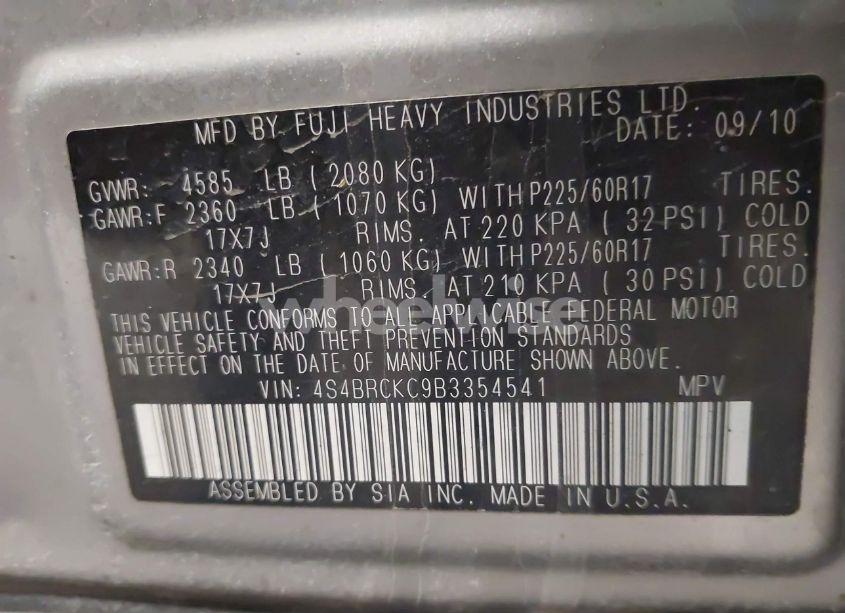 MFD BY FUJI HEAVY INDUSTRIES LTD.
DATE: 09/10
GVWR: 4585 LB (2080 KG)
GAWR:F 2360 LB (1070 KG) WITH P225/60R17 TIRES.
17X7J RIMS. AT 220 KPA (32 PSI) COLD
GAWR:R 2340 LB (1060 KG) WITH P225/60R17 TIRES.
17X7J RIMS. AT 210 KPA (30 PSI) COLD
THIS VEHICLE CONFORMS TO ALL APPLICABLE FEDERAL MOTOR
VEHICLE SAFETY AND THEFT PREVENTION STANDARDS
IN EFFECT ON THE DATE OF MANUFACTURE SHOWN ABOVE.
VIN: 4S4BRCKC9B3354541 MPV
ASSEMBLED BY SIA INC. MADE IN U.S.A.
wheelwise